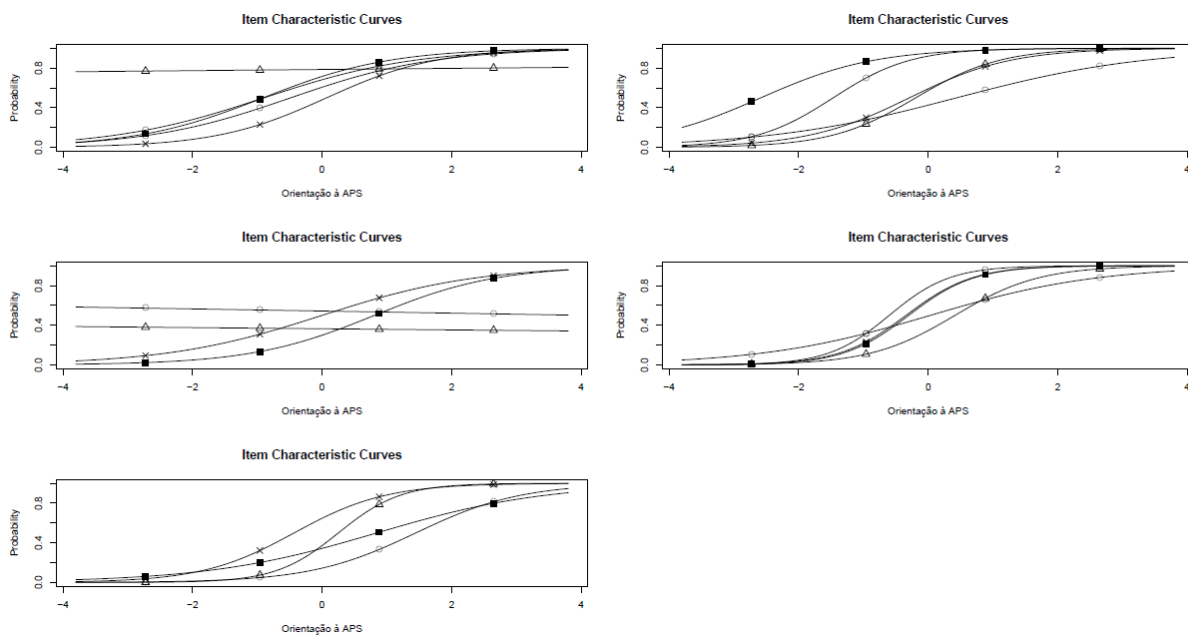 Item Characteristic Curves
Probability
0.8
0.4
0.0
−4 −2 0 2 4
Orientação à APS
Item Characteristic Curves
Probability
0.8
0.4
0.0
−4 −2 0 2 4
Orientação à APS
Item Characteristic Curves
Probability
0.8
0.4
0.0
−4 −2 0 2 4
Orientação à APS
Item Characteristic Curves
Probability
0.8
0.4
0.0
−4 −2 0 2 4
Orientação à APS
Item Characteristic Curves
Probability
0.8
0.4
0.0
−4 −2 0 2 4
Orientação à APS